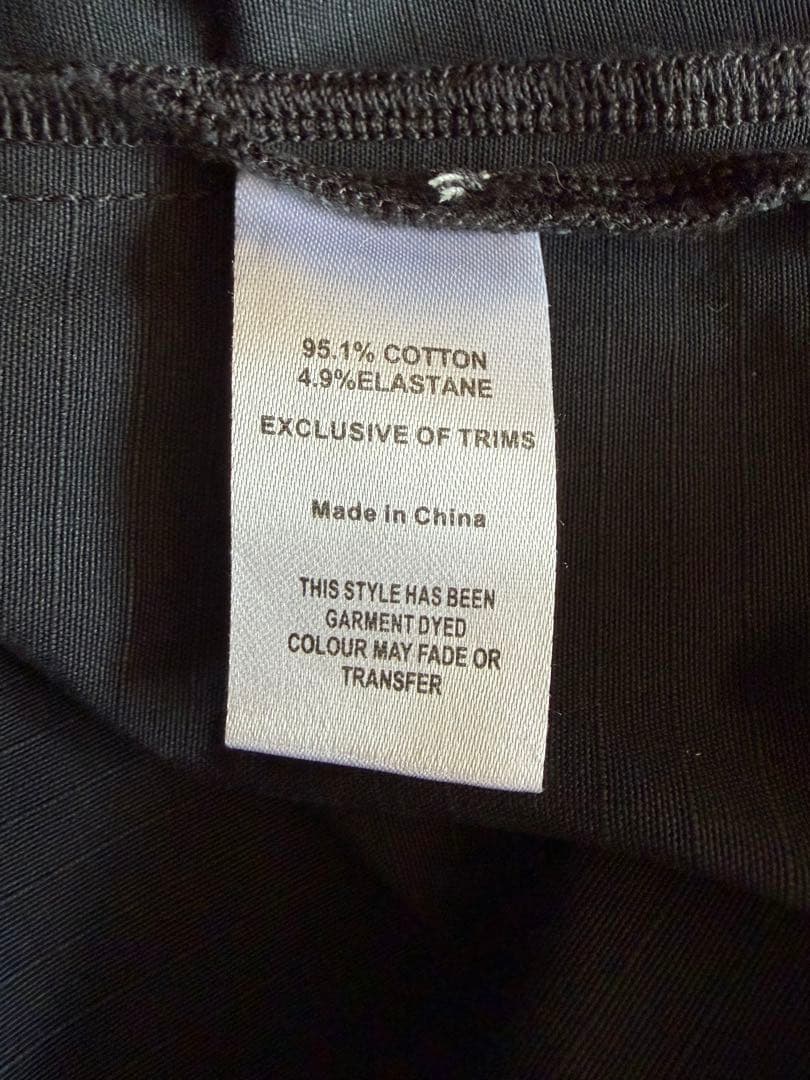 95.1% COTTON
4.9%ELASTANE
EXCLUSIVE OF TRIMS
Made in China
THIS STYLE HAS BEEN
GARMENT DYED
COLOUR MAY FADE OR
TRANSFER